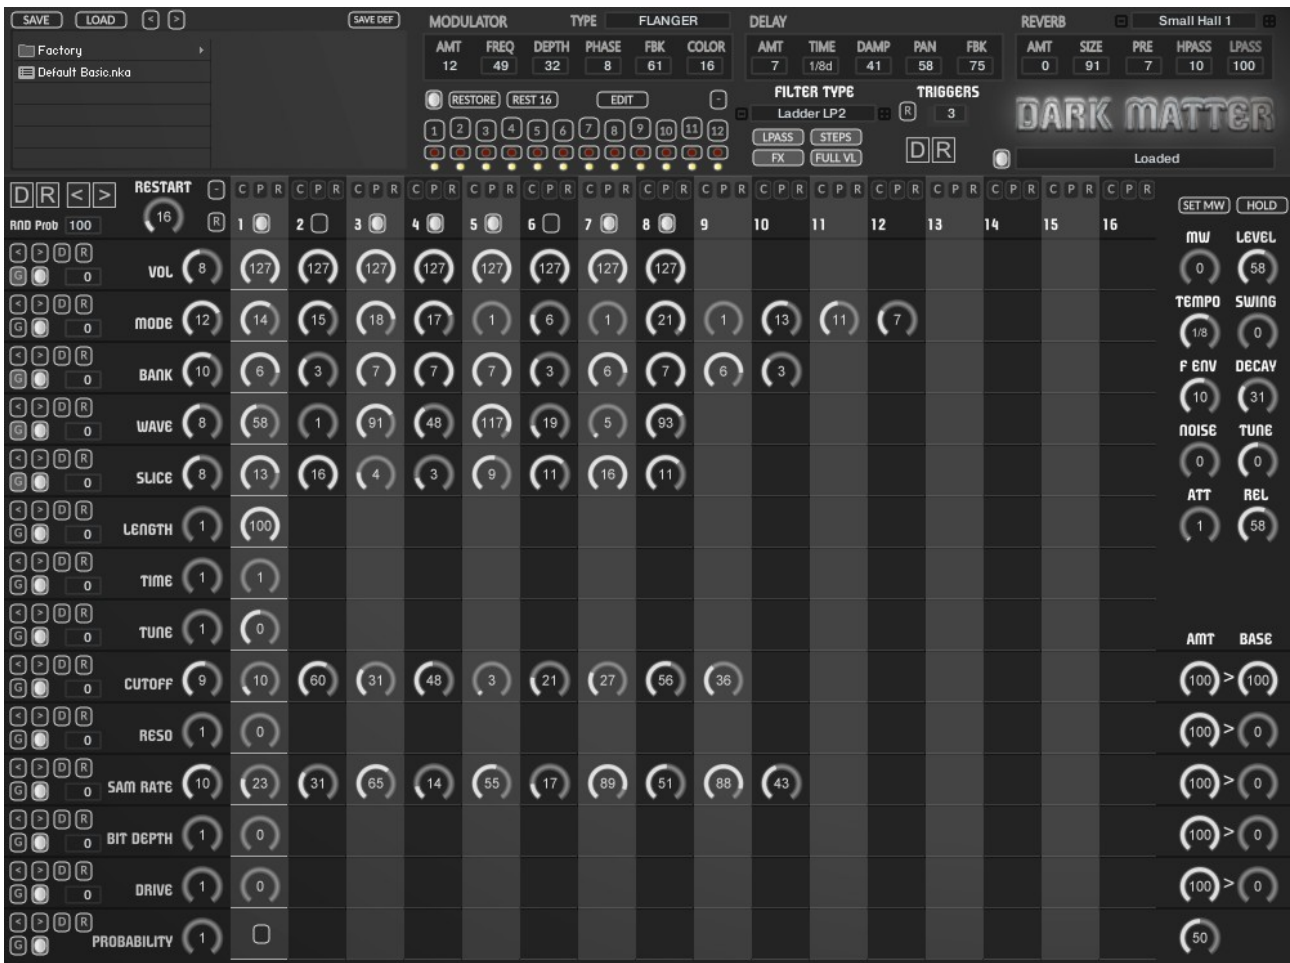 SAVE LOAD < > SAVE DEF
Factory
Default Basic.nka
MODULATOR TYPE FLANGER
AMT FREQ DEPTH PHASE FBK COLOR
12 49 32 8 61 16
RESTORE REST 16 EDIT -
1 2 3 4 5 6 7 8 9 10 11 12
DELAY
AMT TIME DAMP PAN FBK
7 1/8d 41 58 75
FILTER TYPE TRIGGERS
Ladder LP2 R 3
LPASS STEPS
FX FULL VL D R
REVERB Small Hall 1
AMT SIZE PRE HPASS LPASS
0 91 7 10 100
DARK MATTER
Loaded
D R < > RESTART -
RND Prob 100 16 R
C P R C P R C P R C P R C P R C P R C P R C P R C P R C P R C P R C P R C P R C P R C P R C P R
1 2 3 4 5 6 7 8 9 10 11 12 13 14 15 16
< > D R
G 0 VOL 8 127 127 127 127 127 127 127 127
< > D R
G 0 MODE 12 14 15 18 17 1 6 1 21 1 13 11 7
< > D R
G 0 BANK 10 6 3 7 7 7 3 6 7 6 3
< > D R
G 0 WAVE 8 58 1 91 48 117 19 5 93
< > D R
G 0 SLICE 8 13 16 4 3 9 11 16 11
< > D R
G 0 LENGTH 1 100
< > D R
G 0 TIME 1 1
< > D R
G 0 TUNE 1 0
< > D R
G 0 CUTOFF 9 10 60 31 48 3 21 27 56 36
< > D R
G 0 RESO 1 0
< > D R
G 0 SAM RATE 10 23 31 65 14 55 17 89 51 88 43
< > D R
G 0 BIT DEPTH 1 0
< > D R
G 0 DRIVE 1 0
< > D R
G PROBABILITY 1
SET MW HOLD
MW LEVEL
0 58
TEMPO SWING
1/8 0
F ENV DECAY
10 31
NOISE TUNE
0 0
ATT REL
1 58
AMT BASE
100 > 100
100 > 0
100 > 0
100 > 0
100 > 0
50